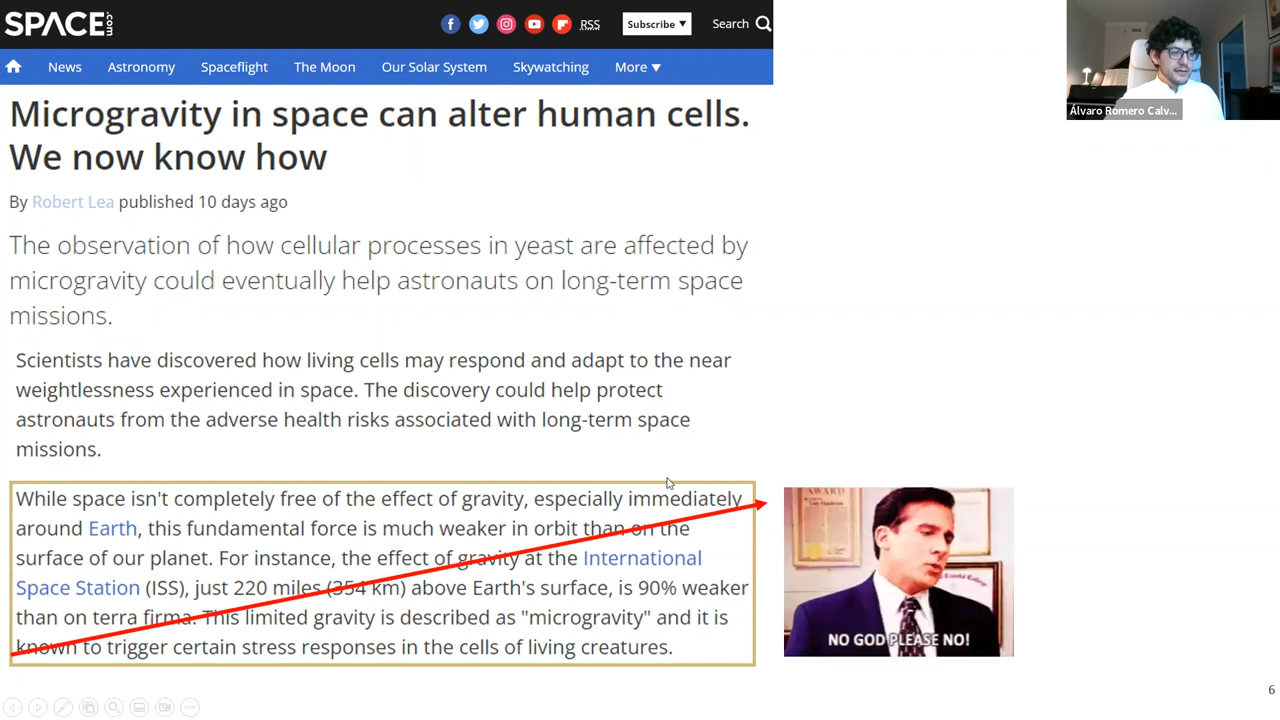 SPACE.com
RSS
Subscribe ▼
Search
News
Astronomy
Spaceflight
The Moon
Our Solar System
Skywatching
More ▼
Álvaro Romero Calv...
Microgravity in space can alter human cells.
We now know how
By Robert Lea published 10 days ago
The observation of how cellular processes in yeast are affected by
microgravity could eventually help astronauts on long-term space
missions.
Scientists have discovered how living cells may respond and adapt to the near
weightlessness experienced in space. The discovery could help protect
astronauts from the adverse health risks associated with long-term space
missions.
While space isn't completely free of the effect of gravity, especially immediately
around Earth, this fundamental force is much weaker in orbit than on the
surface of our planet. For instance, the effect of gravity at the International
Space Station (ISS), just 220 miles (354 km) above Earth's surface, is 90% weaker
than on terra firma. This limited gravity is described as "microgravity" and it is
known to trigger certain stress responses in the cells of living creatures.
AWARD
NO GOD PLEASE NO!
6